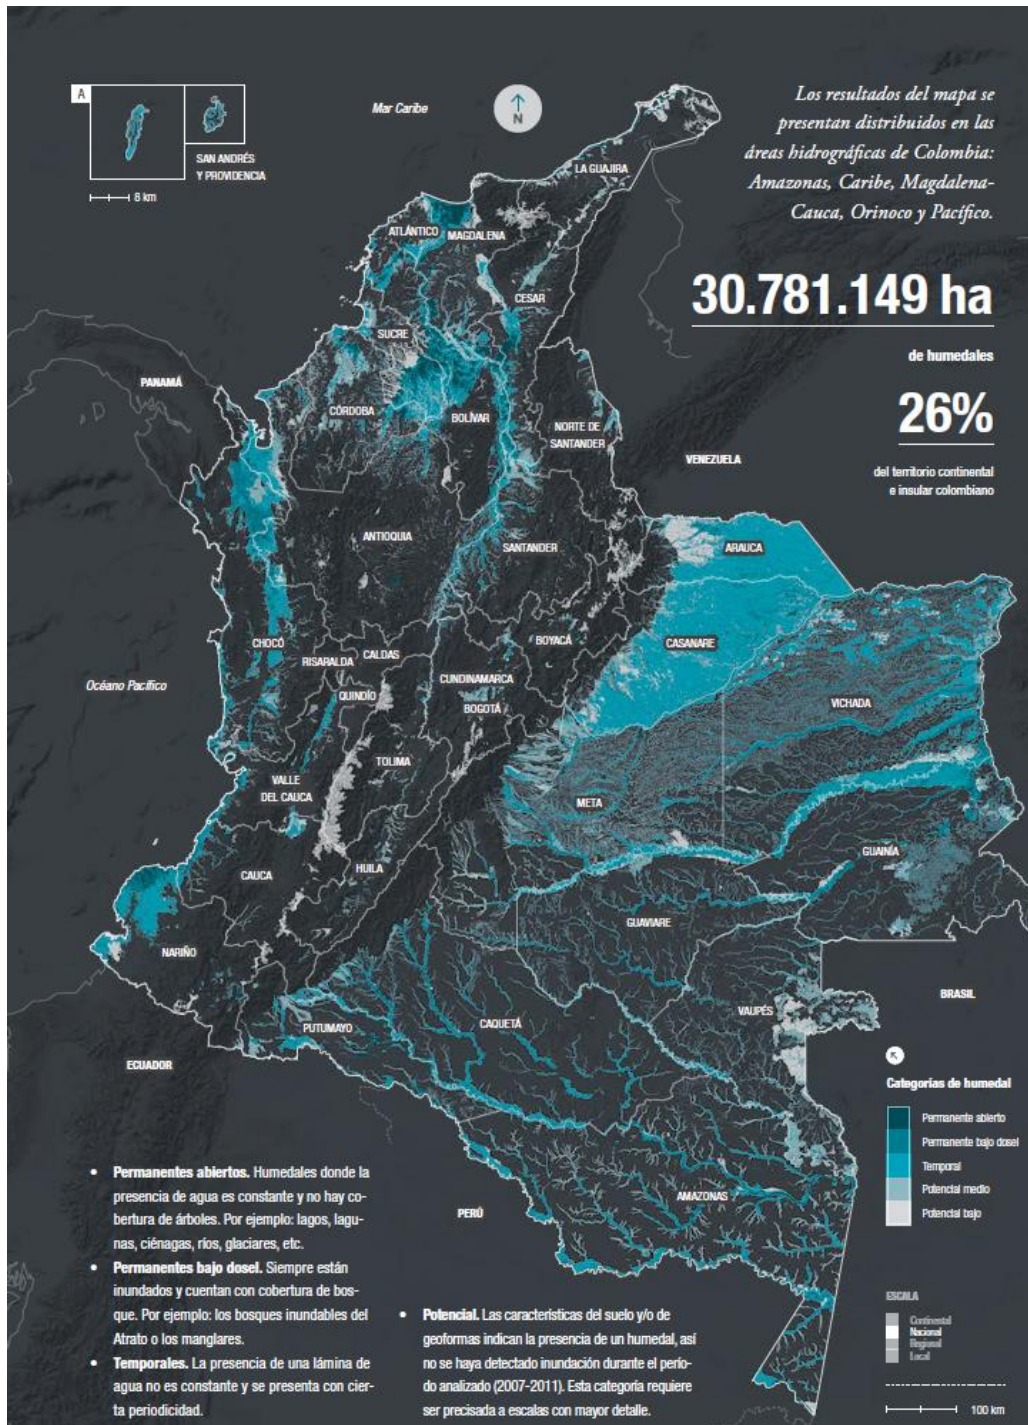 A
SAN ANDRÉS
Y PROVIDENCIA
8 km
Mar Caribe
N
Los resultados del mapa se
presentan distribuidos en las
áreas hidrográficas de Colombia:
Amazonas, Caribe, Magdalena-
Cauca, Orinoco y Pacífico.
30.781.149 ha
de humedales
26%
del territorio continental
e insular colombiano
LA GUAJIRA
ATLÁNTICO
MAGDALENA
CESAR
SUCRE
PANAMÁ
CÓRDOBA
BOLÍVAR
NORTE DE
SANTANDER
VENEZUELA
ANTIOQUIA
SANTANDER
ARAUCA
CHOCÓ
BOYACÁ
CASANARE
RISARALDA
CALDAS
CUNDINAMARCA
Océano Pacífico
QUINDÍO
BOGOTÁ
VICHADA
TOLIMA
VALLE
DEL CAUCA
META
CAUCA
HUILA
GUAINÍA
GUAVIARE
NARIÑO
BRASIL
VAUPÉS
PUTUMAYO
CAQUETÁ
ECUADOR
AMAZONAS
PERÚ
Categorías de humedal
Permanente abierto
Permanente bajo dosel
Temporal
Potencial medio
Potencial bajo
• Permanentes abiertos. Humedales donde la
presencia de agua es constante y no hay co-
bertura de árboles. Por ejemplo: lagos, lagu-
nas, ciénagas, ríos, glaciares, etc.
• Permanentes bajo dosel. Siempre están
inundados y cuentan con cobertura de bos-
que. Por ejemplo: los bosques inundables del
Atrato o los manglares.
• Temporales. La presencia de una lámina de
agua no es constante y se presenta con cier-
ta periodicidad.
• Potencial. Las características del suelo y/o de
geoformas indican la presencia de un humedal, así
no se haya detectado inundación durante el perío-
do analizado (2007-2011). Esta categoría requiere
ser precisada a escalas con mayor detalle.
ESCALA
Continental
Nacional
Regional
Local
100 km